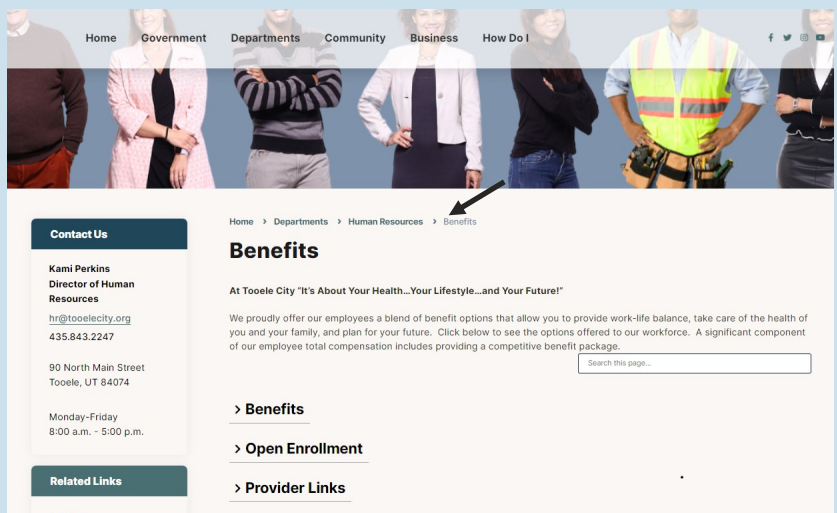 Home Government Departments Community Business How Do I
Home > Departments > Human Resources > Benefits
Benefits
At Tooele City "It's About Your Health...Your Lifestyle...and Your Future!"
We proudly offer our employees a blend of benefit options that allow you to provide work-life balance, take care of the health of
you and your family, and plan for your future. Click below to see the options offered to our workforce. A significant component
of our employee total compensation includes providing a competitive benefit package.
Search this page...
> Benefits
> Open Enrollment
> Provider Links
Contact Us
Kami Perkins
Director of Human
Resources
hr@tooelecity.org
435.843.2247
90 North Main Street
Tooele, UT 84074
Monday-Friday
8:00 a.m. - 5:00 p.m.
Related Links